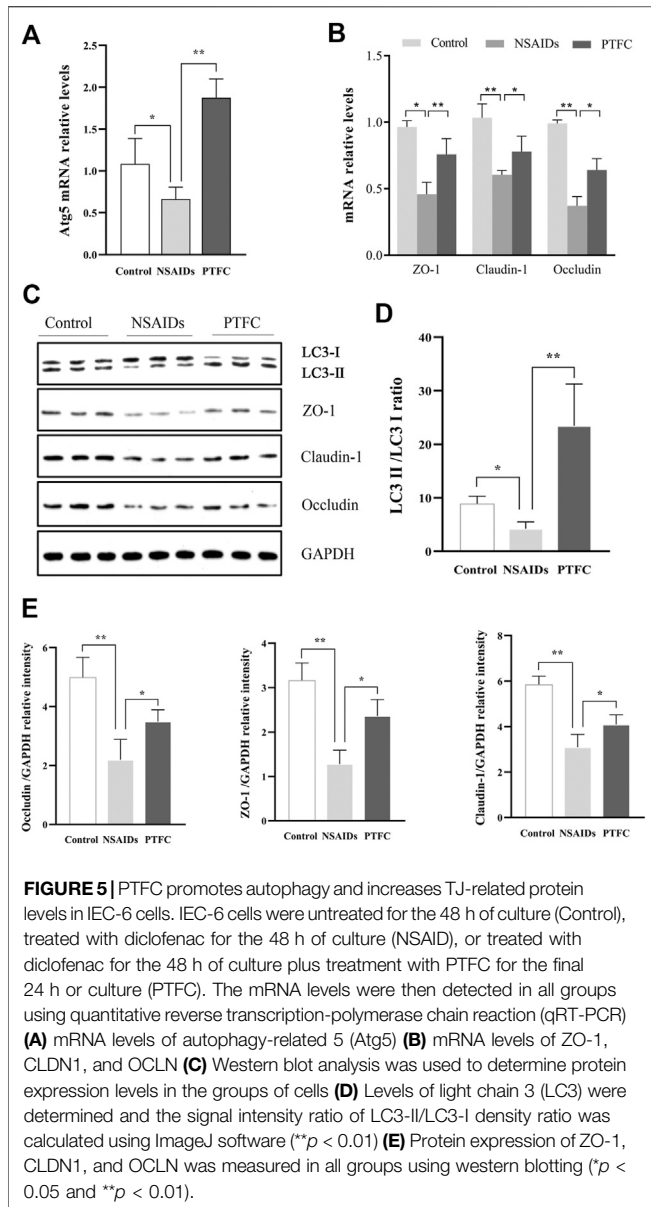 A
B
Control NSAIDs PTFC
** 
*
Atg5 mRNA relative levels
2.5
2.0
1.5
1.0
0.5
0.0
Control NSAIDs PTFC
mRNA relative levels
1.5
1.0
0.5
0.0
* ** ** * ** *
ZO-1 Claudin-1 Occludin
C
Control NSAIDs PTFC
LC3-I
LC3-II
ZO-1
Claudin-1
Occludin
GAPDH
D
LC3 II /LC3 I ratio
40
30
20
10
0
**
*
Control NSAIDs PTFC
E
Occludin /GAPDH relative intensity
6
4
2
0
**
*
Control NSAIDs PTFC
ZO-1 /GAPDH relative intensity
4
3
2
1
0
**
*
Control NSAIDs PTFC
Claudin-1/GAPDH relative intensity
8
6
4
2
0
**
*
Control NSAIDs PTFC
FIGURE 5 | PTFC promotes autophagy and increases TJ-related protein
levels in IEC-6 cells. IEC-6 cells were untreated for the 48 h of culture (Control),
treated with diclofenac for the 48 h of culture (NSAID), or treated with
diclofenac for the 48 h of culture plus treatment with PTFC for the final
24 h or culture (PTFC). The mRNA levels were then detected in all groups
using quantitative reverse transcription-polymerase chain reaction (qRT-PCR)
(A) mRNA levels of autophagy-related 5 (Atg5) (B) mRNA levels of ZO-1,
CLDN1, and OCLN (C) Western blot analysis was used to determine protein
expression levels in the groups of cells (D) Levels of light chain 3 (LC3) were
determined and the signal intensity ratio of LC3-II/LC3-I density ratio was
calculated using ImageJ software (**p < 0.01) (E) Protein expression of ZO-1,
CLDN1, and OCLN was measured in all groups using western blotting (*p <
0.05 and **p < 0.01).